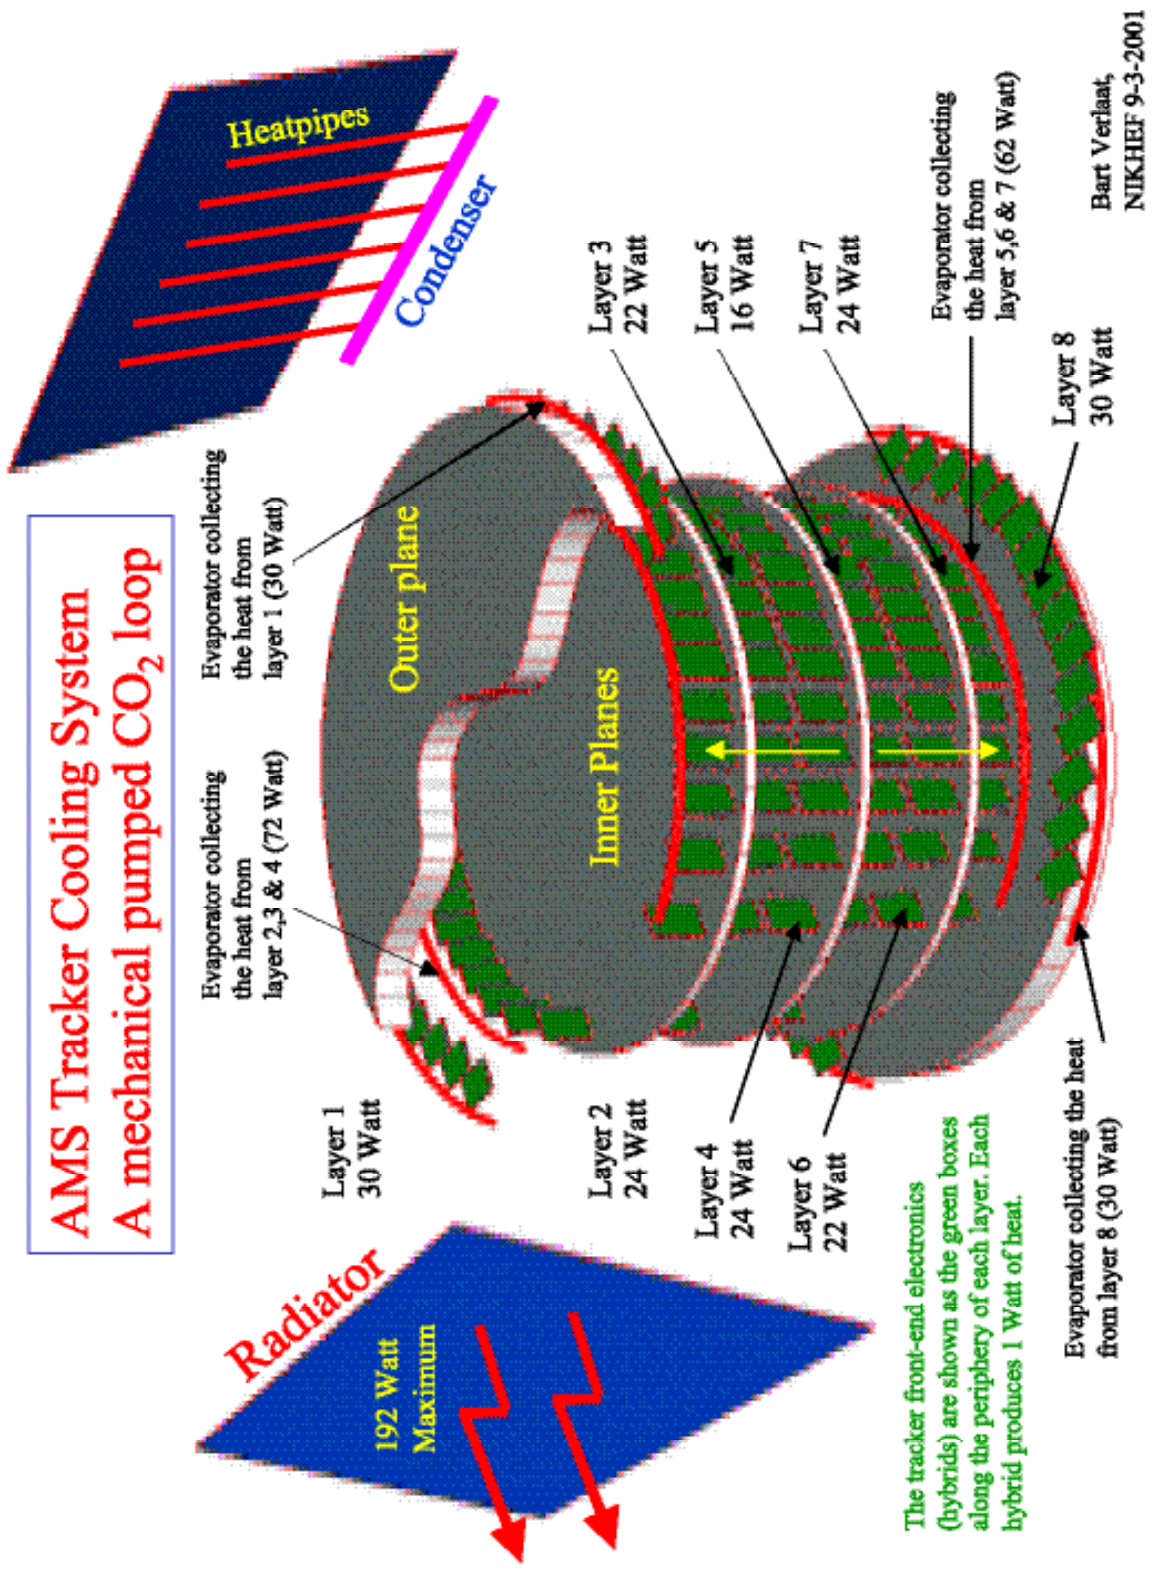 AMS Tracker Cooling System
A mechanical pumped CO₂ loop
Radiator
192 Watt
Maximum
Heatpipes
Condenser
Evaporator collecting
the heat from
layer 2,3 & 4 (72 Watt)
Evaporator collecting
the heat from
layer 1 (30 Watt)
Outer plane
Inner Planes
Layer 1
30 Watt
Layer 2
24 Watt
Layer 4
24 Watt
Layer 6
22 Watt
Layer 3
22 Watt
Layer 5
16 Watt
Layer 7
24 Watt
Evaporator collecting
the heat from
layer 5,6 & 7 (62 Watt)
Layer 8
30 Watt
The tracker front-end electronics
(hybrids) are shown as the green boxes
along the periphery of each layer. Each
hybrid produces 1 Watt of heat.
Evaporator collecting the heat
from layer 8 (30 Watt)
Bart Verlaat,
NIKHEF 9-3-2001